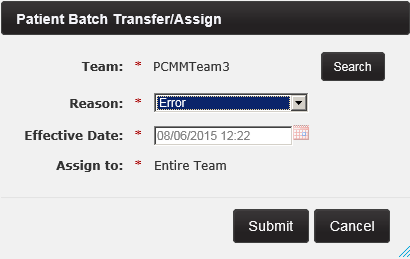 Patient Batch Transfer/Assign
Team: * PCMMTeam3 Search
Reason: * Error
Effective Date: * 08/06/2015 12:22
Assign to: * Entire Team
Submit Cancel